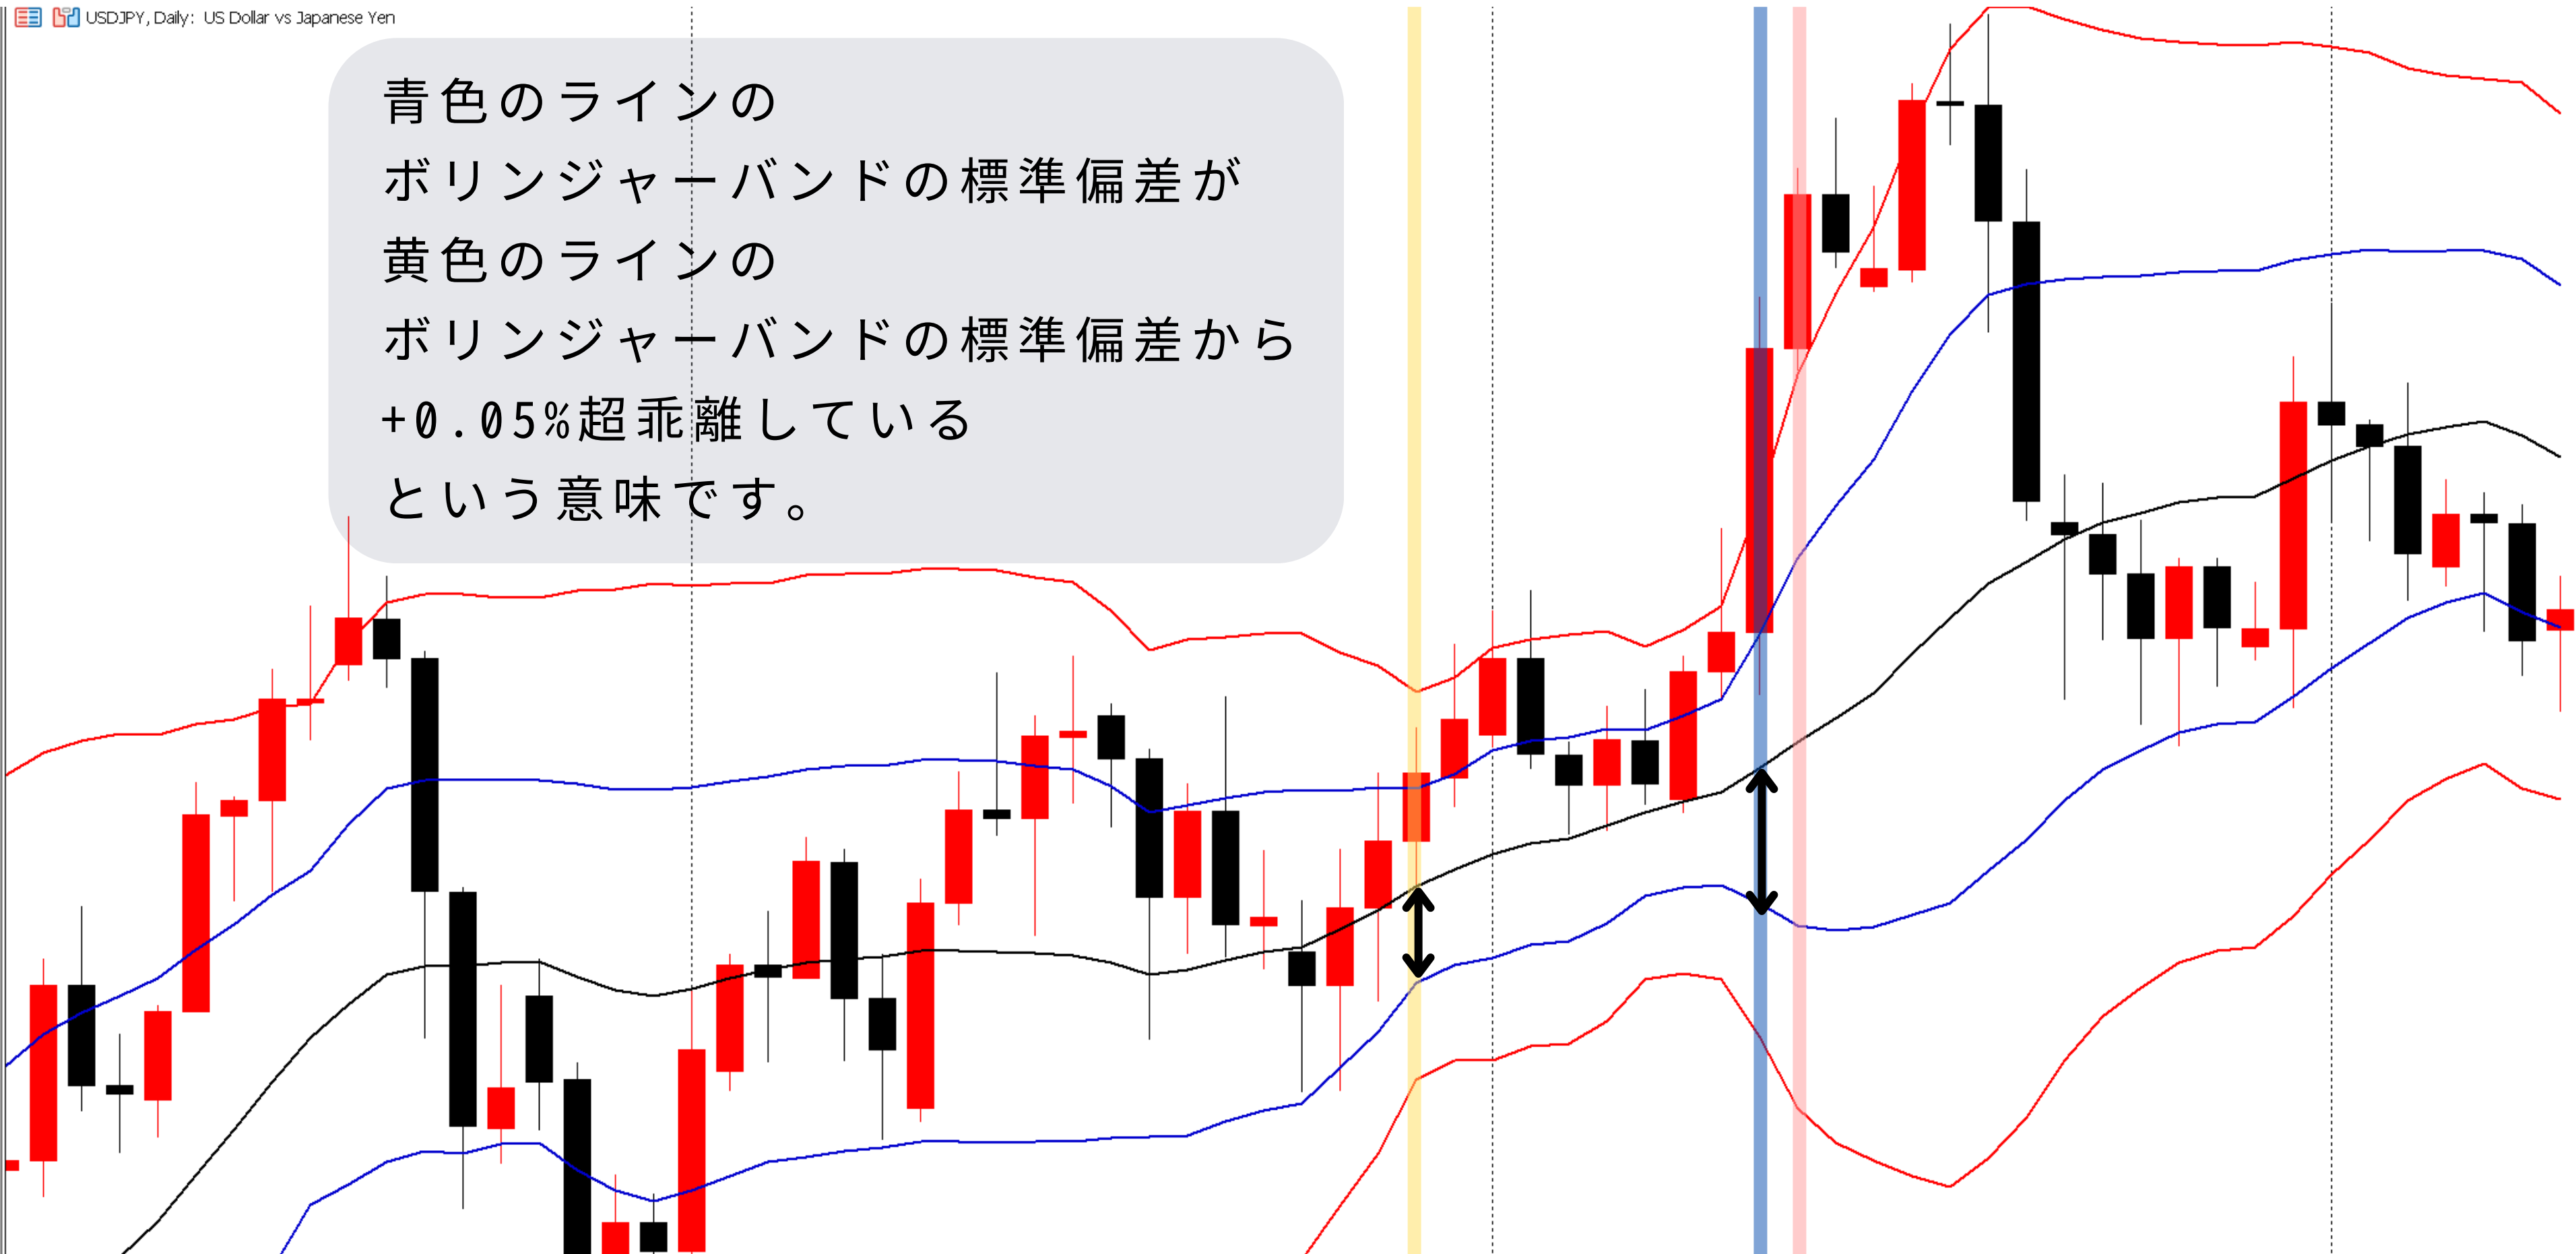 USDJPY, Daily: US Dollar vs Japanese Yen
青色のラインの
ボリンジャーバンドの標準偏差が
黄色のラインの
ボリンジャーバンドの標準偏差から
+0.05%超乖離している
という意味です。